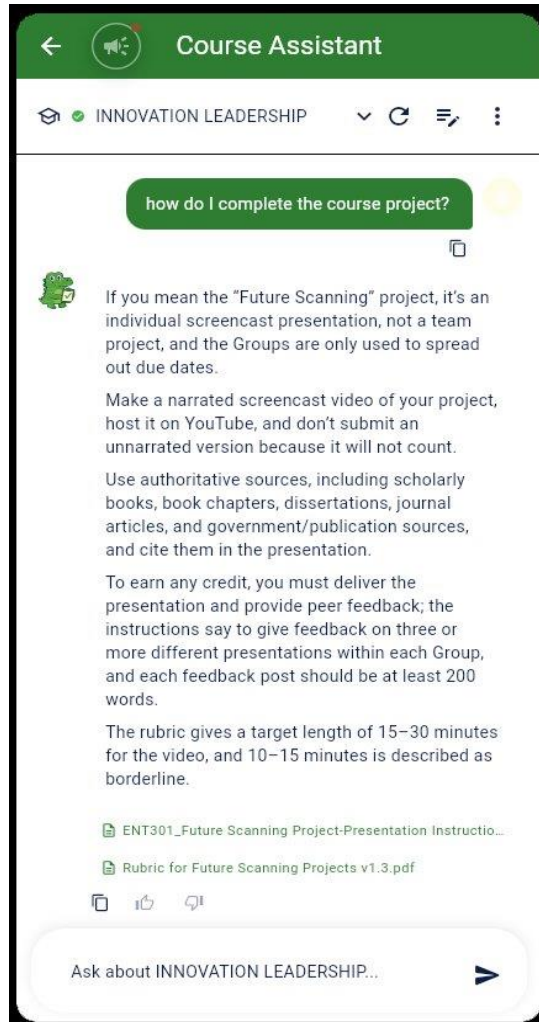 Course Assistant
INNOVATION LEADERSHIP
how do I complete the course project?
If you mean the “Future Scanning” project, it’s an
individual screencast presentation, not a team
project, and the Groups are only used to spread
out due dates.
Make a narrated screencast video of your project,
host it on YouTube, and don’t submit an
unnarrated version because it will not count.
Use authoritative sources, including scholarly
books, book chapters, dissertations, journal
articles, and government/publication sources,
and cite them in the presentation.
To earn any credit, you must deliver the
presentation and provide peer feedback; the
instructions say to give feedback on three or
more different presentations within each Group,
and each feedback post should be at least 200
words.
The rubric gives a target length of 15–30 minutes
for the video, and 10–15 minutes is described as
borderline.
ENT301_Future Scanning Project-Presentation Instructio...
Rubric for Future Scanning Projects v1.3.pdf
Ask about INNOVATION LEADERSHIP...